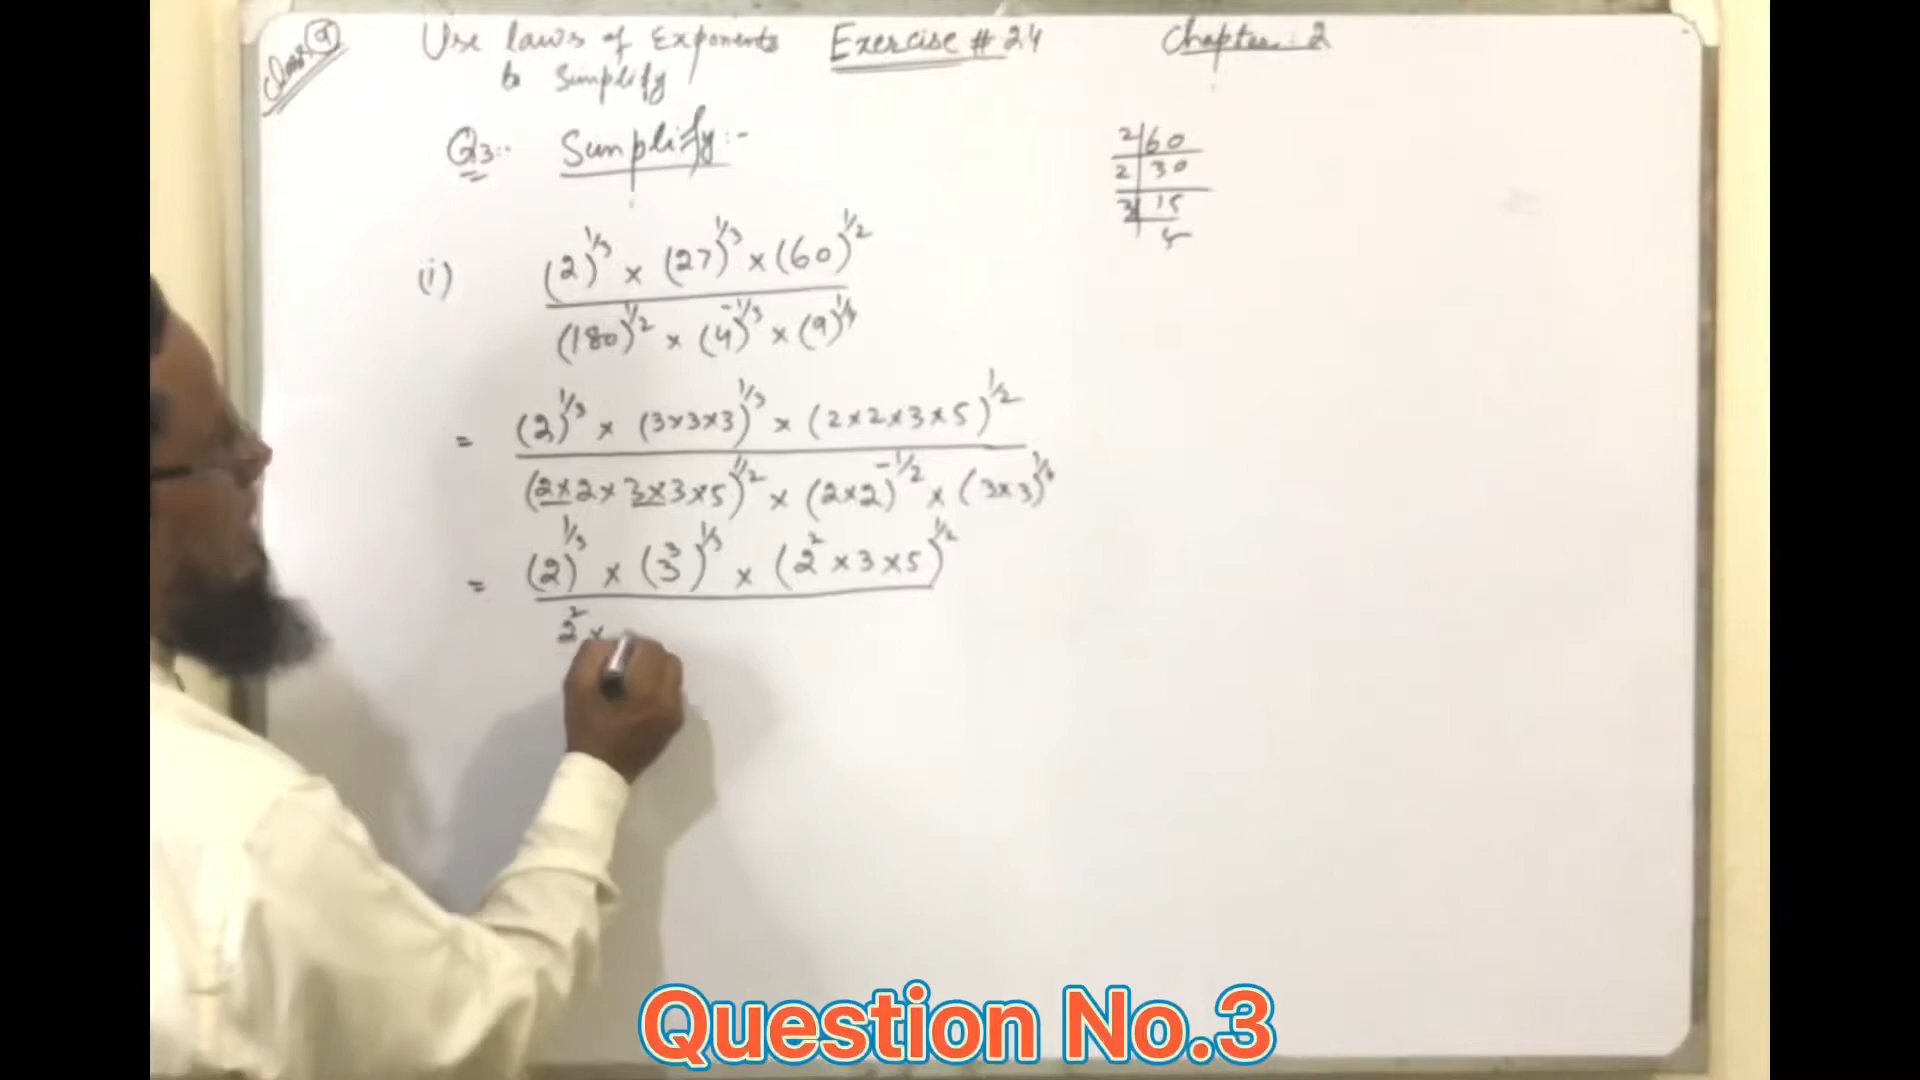 Class 9
Use laws of Exponents Exercise # 2.4 Chapter: 2
to Simplify
Q3:- Simplify:-
2|60
2|30
3|15
5
(i) (2)^1/3 × (27)^1/3 × (60)^1/2
(180)^1/2 × (4)^-1/3 × (9)^1/4
= (2)^1/3 × (3×3×3)^1/3 × (2×2×3×5)^1/2
(2×2×3×3×5)^1/2 × (2×2)^-1/2 × (3×3)
= (2)^1/3 × (3^3)^1/3 × (2^2×3×5)^1/2
2^2×
Question No.3